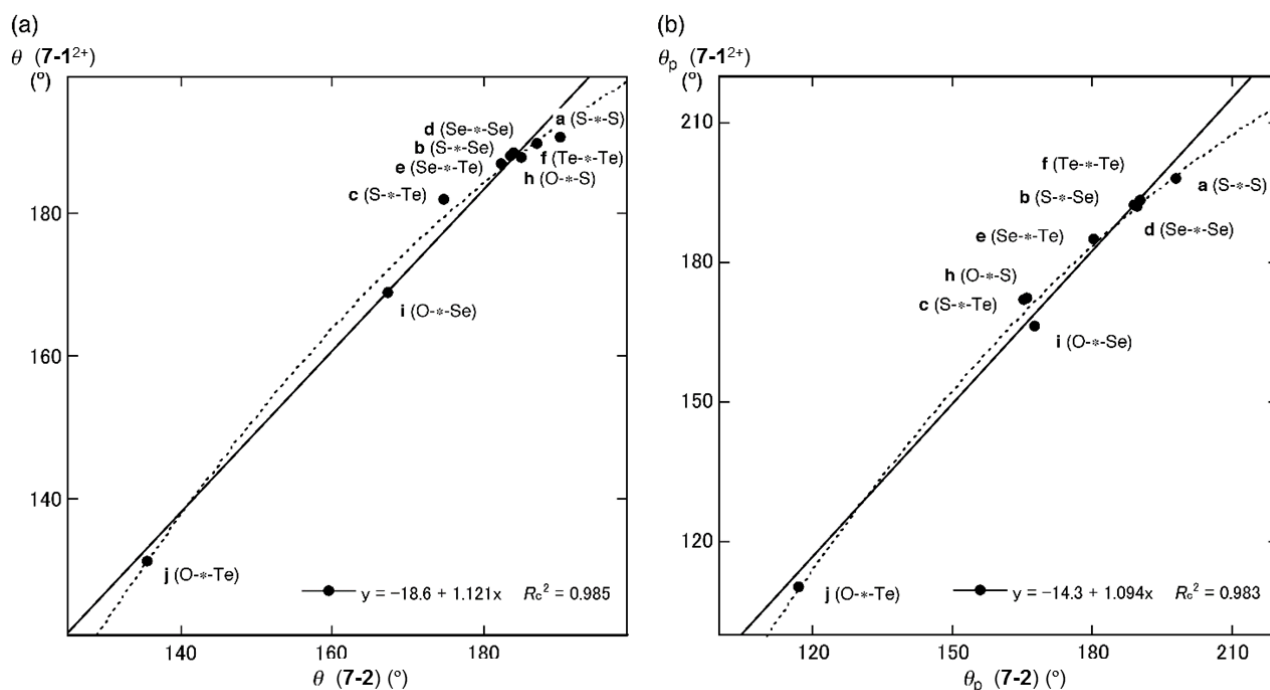 (a)
θ (7-1²⁺)
(°)
180
160
140
d (Se-*-Se)
b (S-*-Se)
e (Se-*-Te)
c (S-*-Te)
a (S-*-S)
f (Te-*-Te)
h (O-*-S)
i (O-*-Se)
j (O-*-Te)
y = −18.6 + 1.121x Rc² = 0.985
140 160 180
θ (7-2) (°)
(b)
θp (7-1²⁺)
(°)
210
180
150
120
f (Te-*-Te)
b (S-*-Se)
a (S-*-S)
e (Se-*-Te)
d (Se-*-Se)
h (O-*-S)
c (S-*-Te)
i (O-*-Se)
j (O-*-Te)
y = −14.3 + 1.094x Rc² = 0.983
120 150 180 210
θp (7-2) (°)